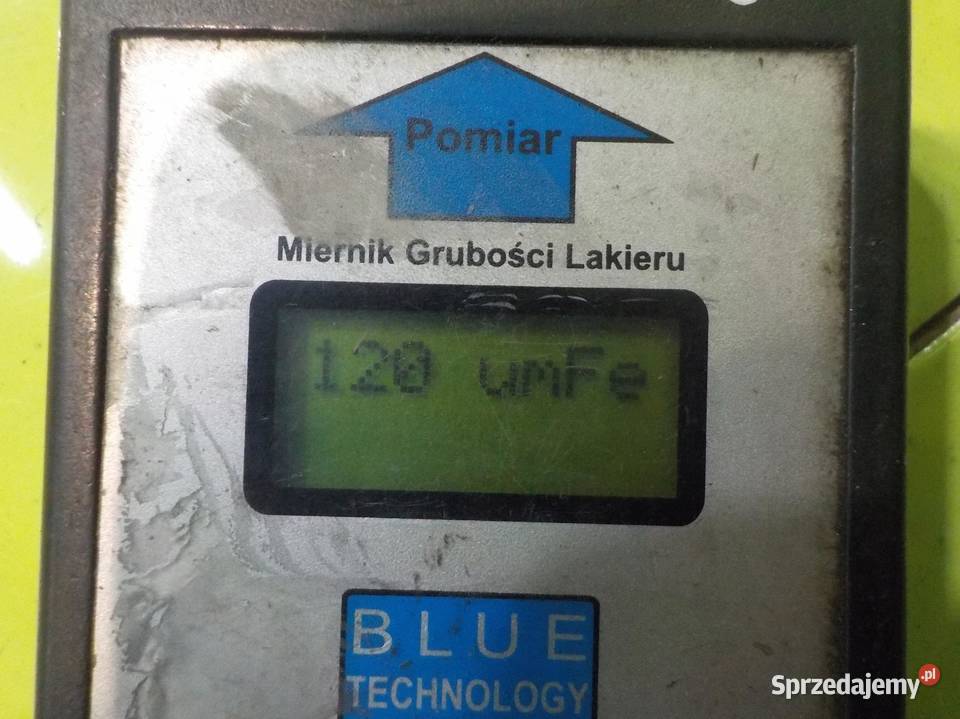 Pomiar
Miernik Grubości Lakieru
120 umFe
BLUE
TECHNOLOGY
Sprzedajemy.pl